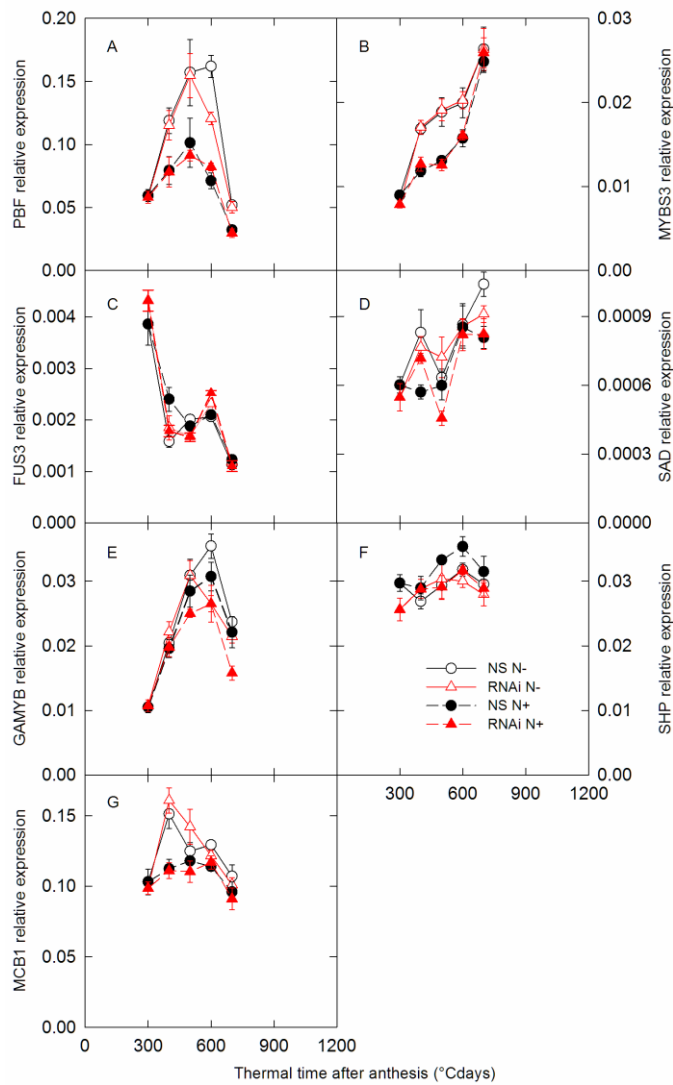 0.20
0.15
0.10
0.05
0.00
PBF relative expression
A
B
0.03
0.02
0.01
0.00
MYBS3 relative expression
0.004
0.003
0.002
0.001
0.000
FUS3 relative expression
C
D
0.0009
0.0006
0.0003
0.0000
SAD relative expression
0.03
0.02
0.01
0.00
GAMYB relative expression
E
F
NS N-
RNAi N-
NS N+
RNAi N+
0.03
0.02
0.01
0.00
SHP relative expression
300 600 900 1200
0.15
0.10
0.05
0.00
MCB1 relative expression
G
0 300 600 900 1200
Thermal time after anthesis (°Cdays)